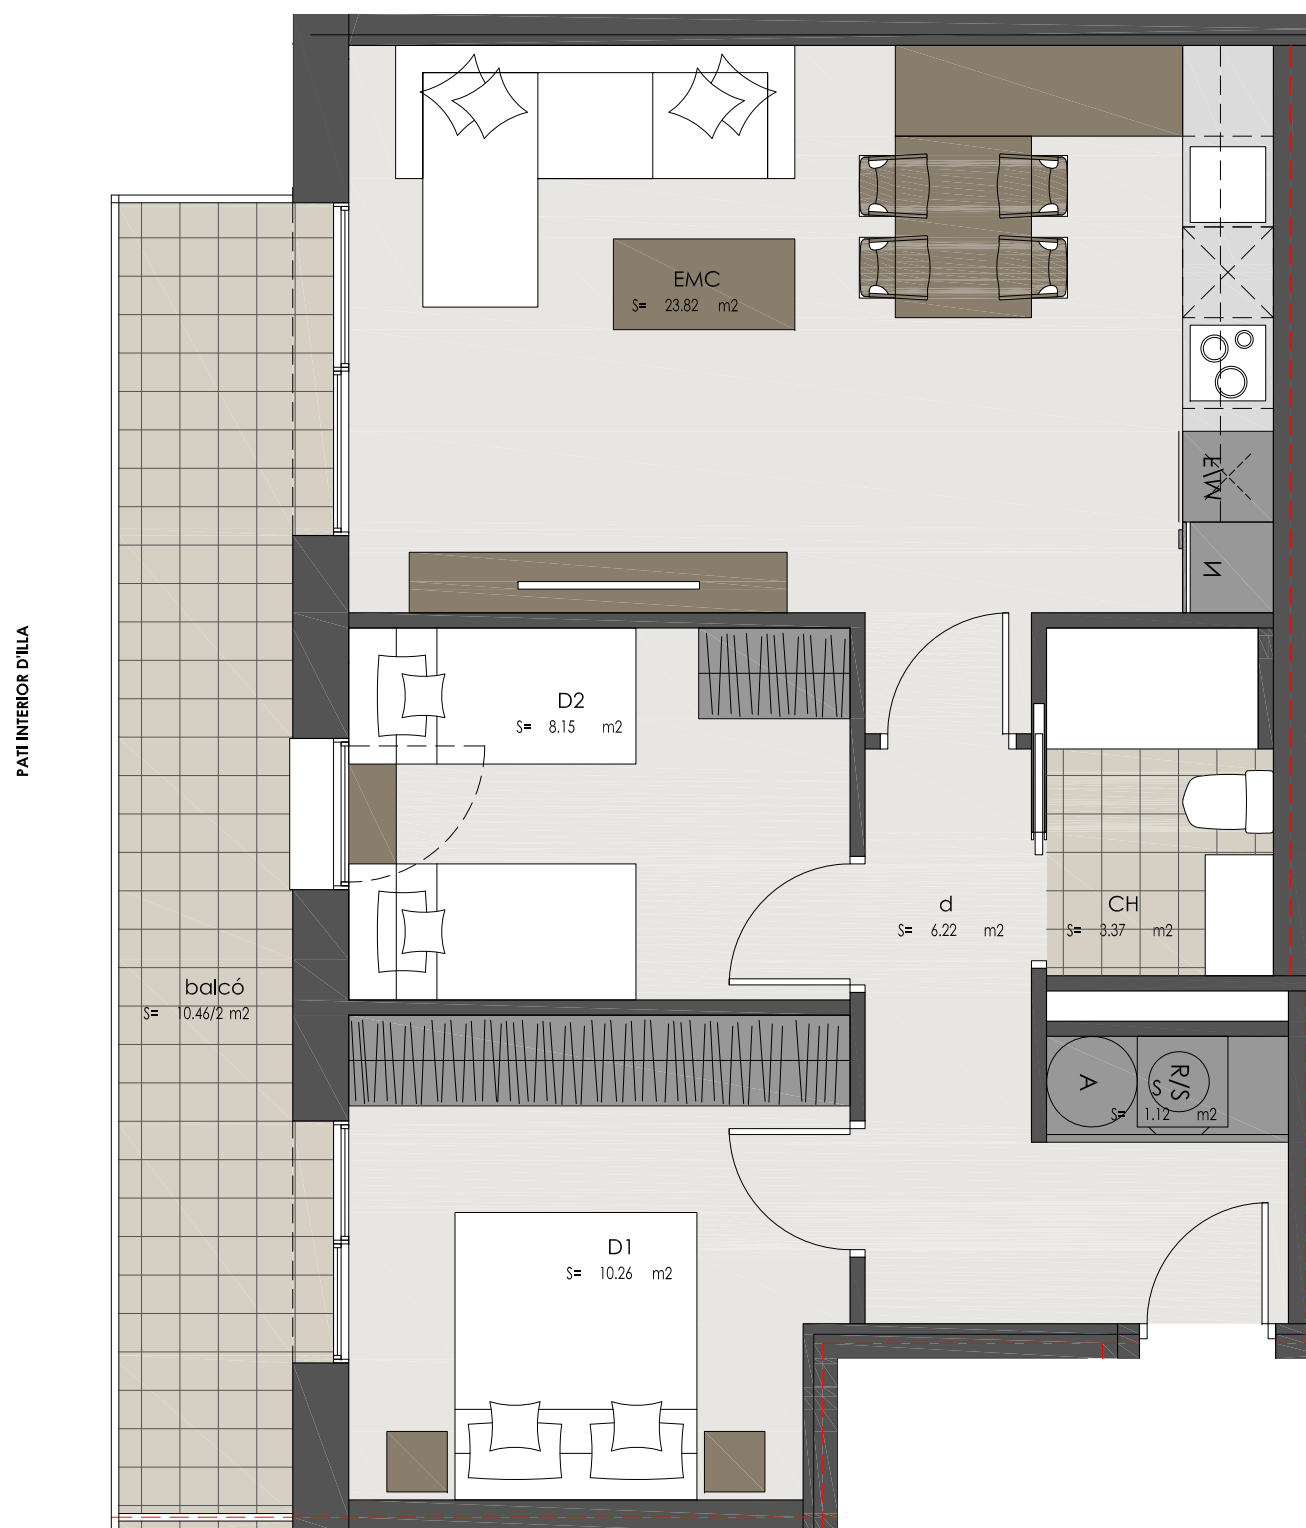 EMC
S= 23.82 m2
E/W
N
PATI INTERIOR D'ILLA
D2
S= 8.15 m2
d
S= 6.22 m2
CH
S= 3.37 m2
balcó
S= 10.46/2 m2
A
R/S
S
S= 1.12 m2
D1
S= 10.26 m2